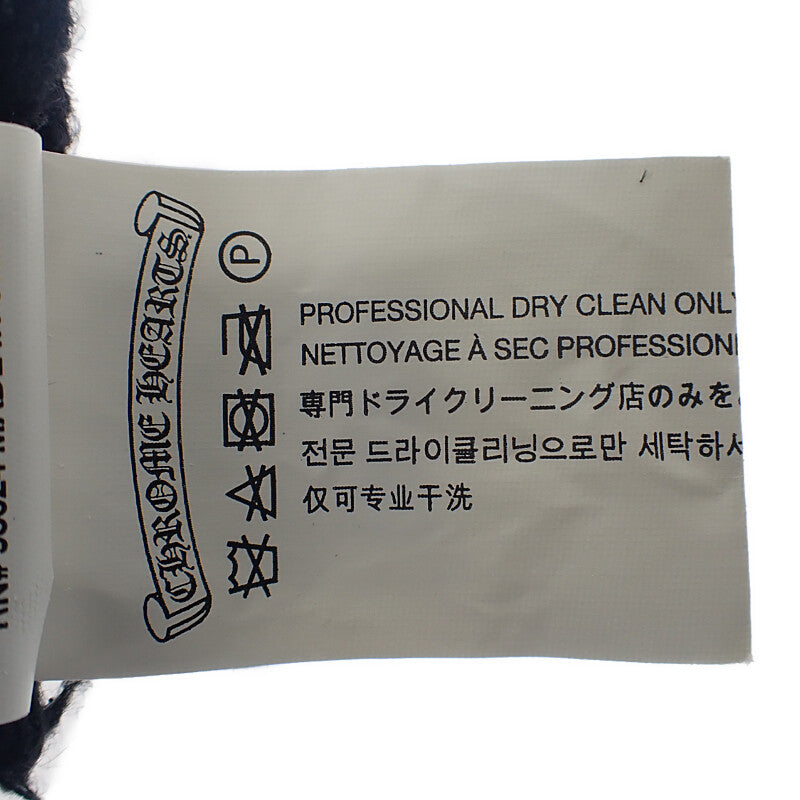 CHROME HEARTS
P
PROFESSIONAL DRY CLEAN ONLY
NETTOYAGE À SEC PROFESSION
専門ドライクリーニング店のみを
전문 드라이클리닝으로만 세탁하
仅可专业干洗